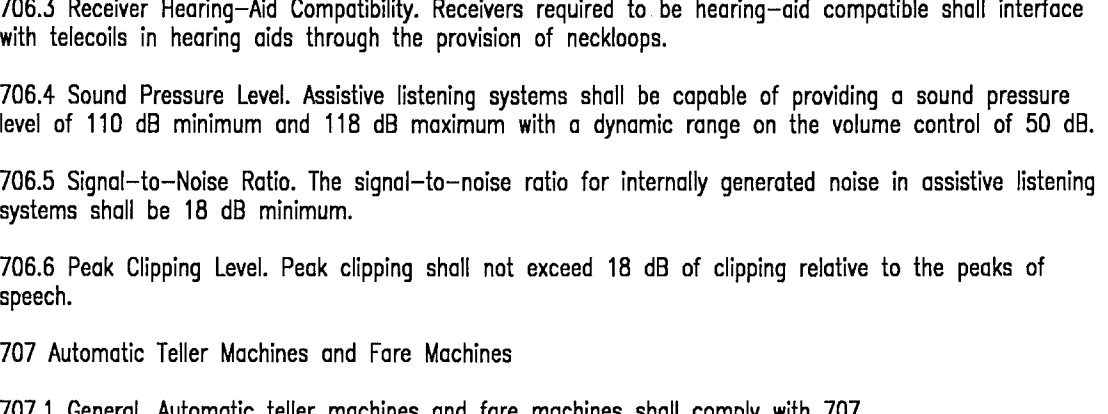 706.3 Receiver Hearing-Aid Compatibility. Receivers required to be hearing-aid compatible shall interface
with telecoils in hearing aids through the provision of neckloops.
706.4 Sound Pressure Level. Assistive listening systems shall be capable of providing a sound pressure
level of 110 dB minimum and 118 dB maximum with a dynamic range on the volume control of 50 dB.
706.5 Signal-to-Noise Ratio. The signal-to-noise ratio for internally generated noise in assistive listening
systems shall be 18 dB minimum.
706.6 Peak Clipping Level. Peak clipping shall not exceed 18 dB of clipping relative to the peaks of
speech.
707 Automatic Teller Machines and Fare Machines
707.1 General. Automatic teller machines and fare machines shall comply with 707.